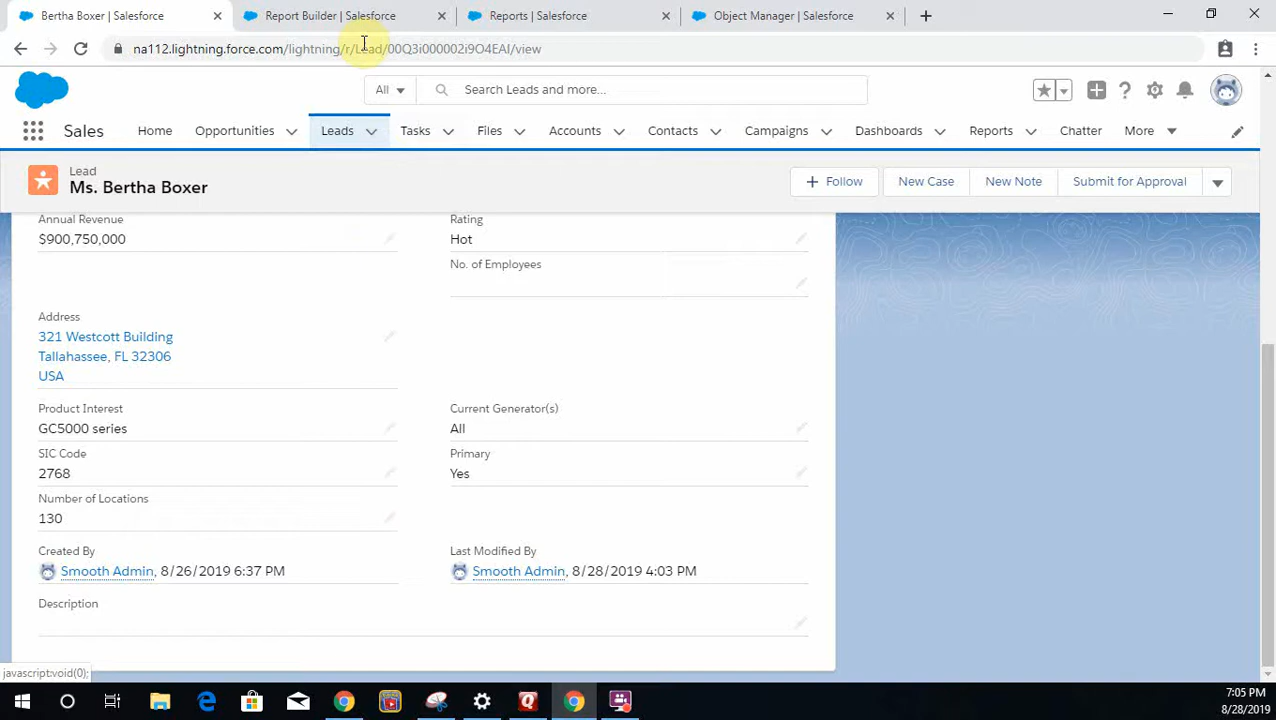 Bertha Boxer | Salesforce
Report Builder | Salesforce
Reports | Salesforce
Object Manager | Salesforce
na112.lightning.force.com/lightning/r/Lead/00Q3i000002i9O4EAI/view
All
Search Leads and more...
Sales
Home
Opportunities
Leads
Tasks
Files
Accounts
Contacts
Campaigns
Dashboards
Reports
Chatter
More
Lead
Ms. Bertha Boxer
Follow
New Case
New Note
Submit for Approval
Annual Revenue
$900,750,000
Rating
Hot
No. of Employees
Address
321 Westcott Building
Tallahassee, FL 32306
USA
Product Interest
GC5000 series
Current Generator(s)
All
SIC Code
2768
Primary
Yes
Number of Locations
130
Created By
Smooth Admin, 8/26/2019 6:37 PM
Last Modified By
Smooth Admin, 8/28/2019 4:03 PM
Description
javascript:void(0);
7:05 PM
8/28/2019